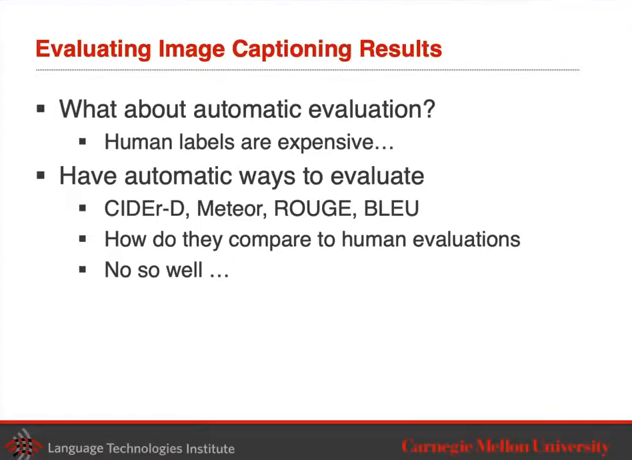 Evaluating Image Captioning Results
▪ What about automatic evaluation?
▪ Human labels are expensive…
▪ Have automatic ways to evaluate
▪ CIDEr-D, Meteor, ROUGE, BLEU
▪ How do they compare to human evaluations
▪ No so well …
Language Technologies Institute
Carnegie Mellon University